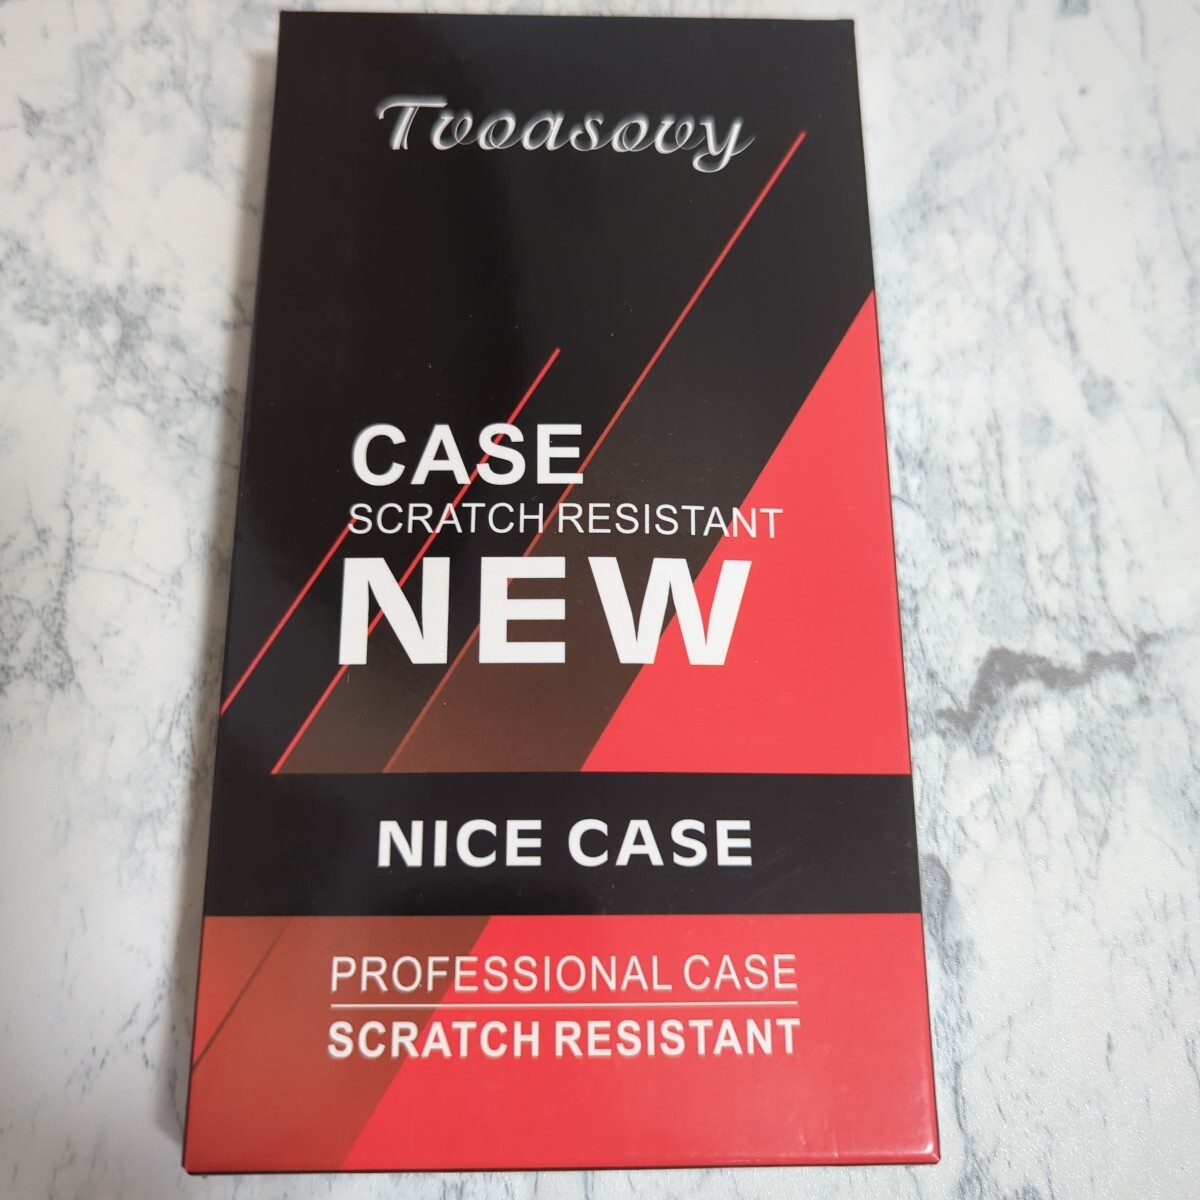 Tvoasovy
CASE
SCRATCH RESISTANT
NEW
NICE CASE
PROFESSIONAL CASE
SCRATCH RESISTANT